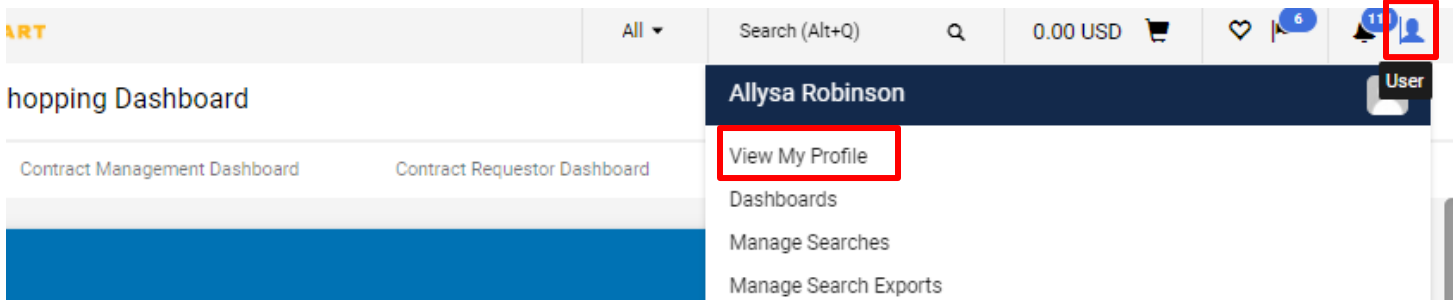 ART
All
Search (Alt+Q)
0.00 USD
6
11
User
hopping Dashboard
Allysa Robinson
Contract Management Dashboard
Contract Requestor Dashboard
View My Profile
Dashboards
Manage Searches
Manage Search Exports